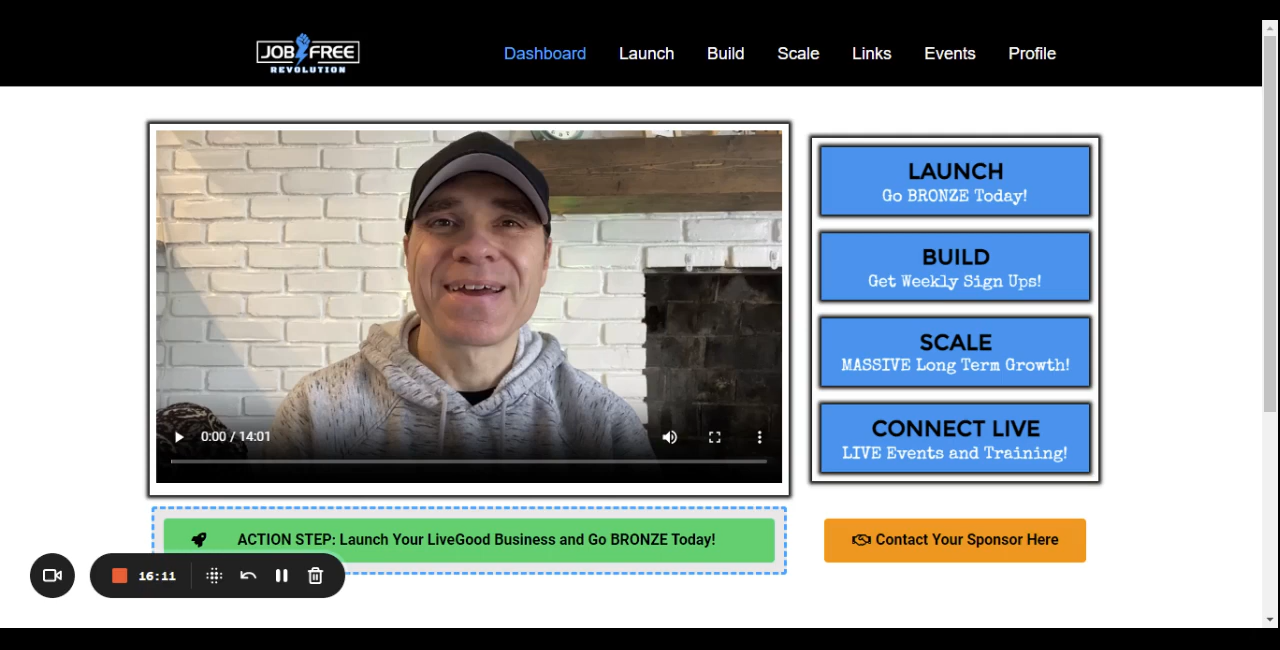 JOB FREE
REVOLUTION
Dashboard Launch Build Scale Links Events Profile
LAUNCH
Go BRONZE Today!
BUILD
Get Weekly Sign Ups!
SCALE
MASSIVE Long Term Growth!
CONNECT LIVE
LIVE Events and Training!
0:00 / 14:01
ACTION STEP: Launch Your LiveGood Business and Go BRONZE Today!
Contact Your Sponsor Here
16:11